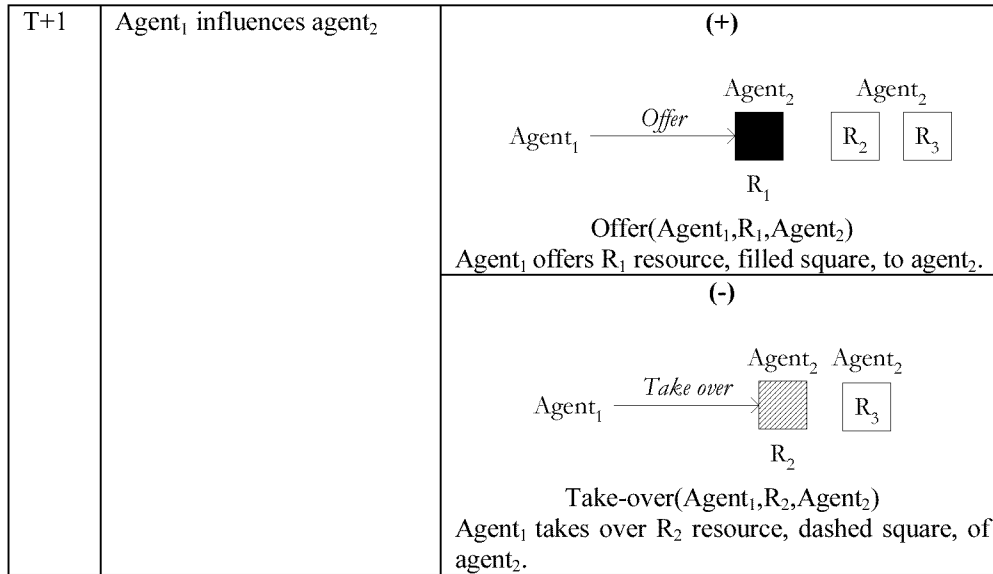 T+1
Agent₁ influences agent₂
(+)
Agent₂ Agent₂
Agent₁ Offer R₂ R₃
R₁
Offer(Agent₁,R₁,Agent₂)
Agent₁ offers R₁ resource, filled square, to agent₂.
(-)
Agent₂ Agent₂
Agent₁ Take over R₃
R₂
Take-over(Agent₁,R₂,Agent₂)
Agent₁ takes over R₂ resource, dashed square, of
agent₂.